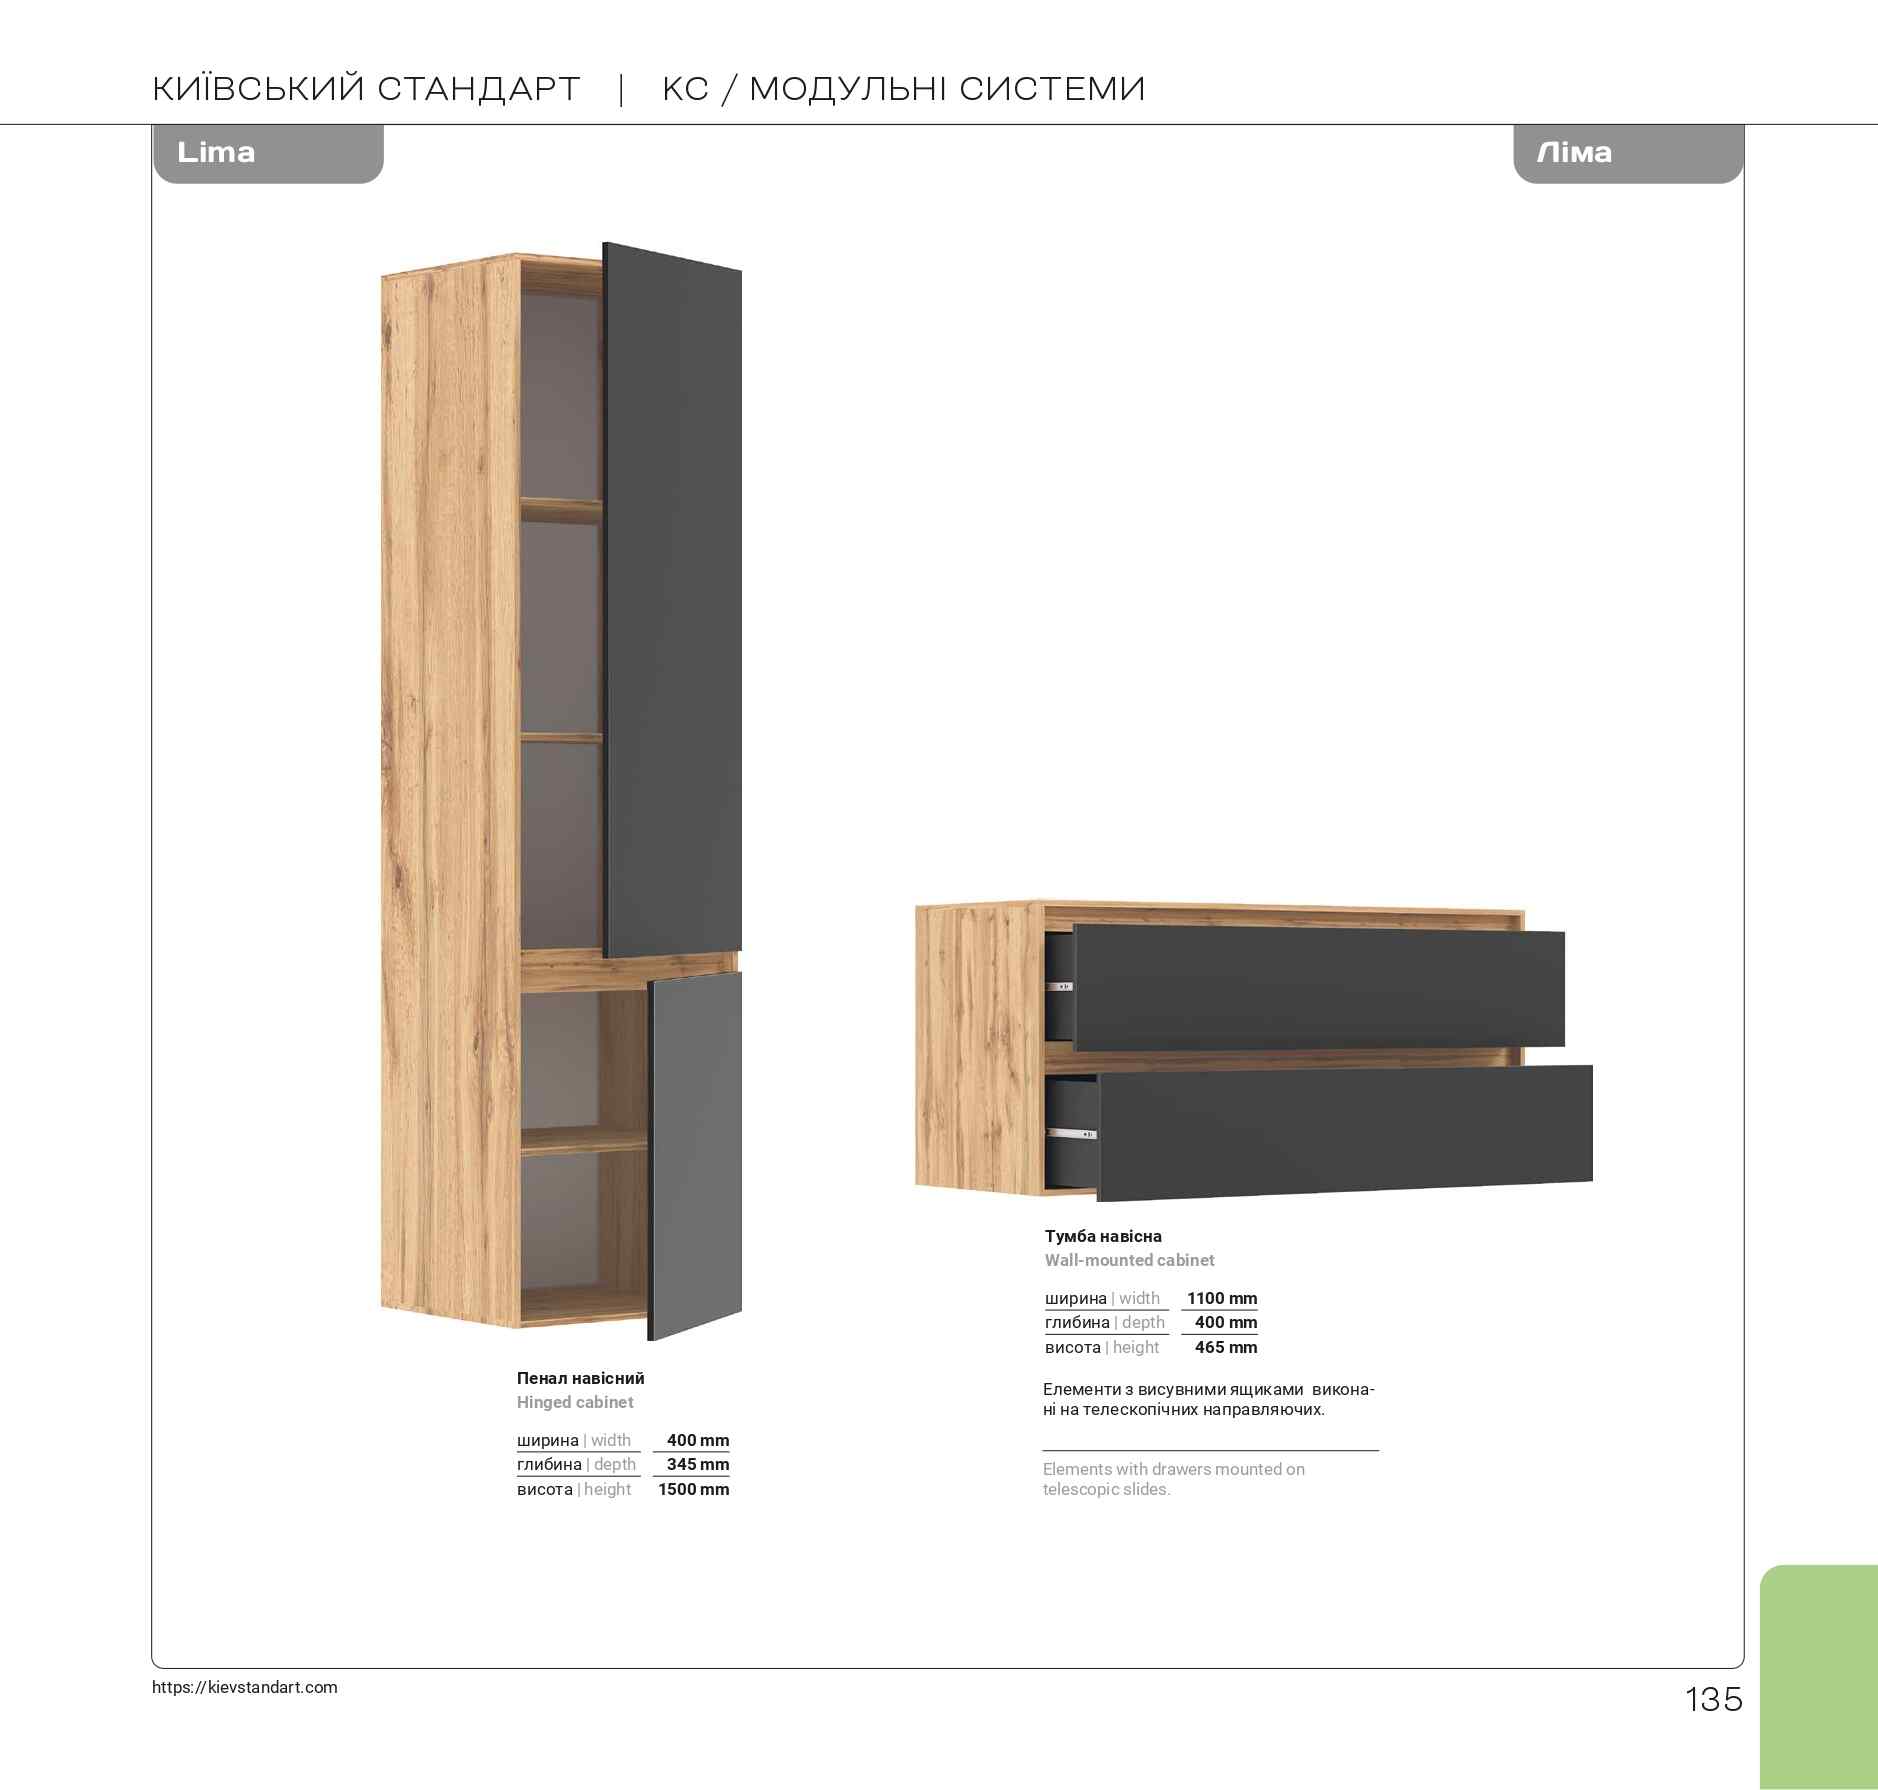 КИЇВСЬКИЙ СТАНДАРТ | КС / МОДУЛЬНІ СИСТЕМИ
Lima
Ліма
Тумба навісна
Wall-mounted cabinet
ширина | width 1100 mm
глибина | depth 400 mm
висота | height 465 mm
Елементи з висувними ящиками викона-
ні на телескопічних направляючих.
Elements with drawers mounted on
telescopic slides.
Пенал навісний
Hinged cabinet
ширина | width 400 mm
глибина | depth 345 mm
висота | height 1500 mm
https://kievstandart.com
135